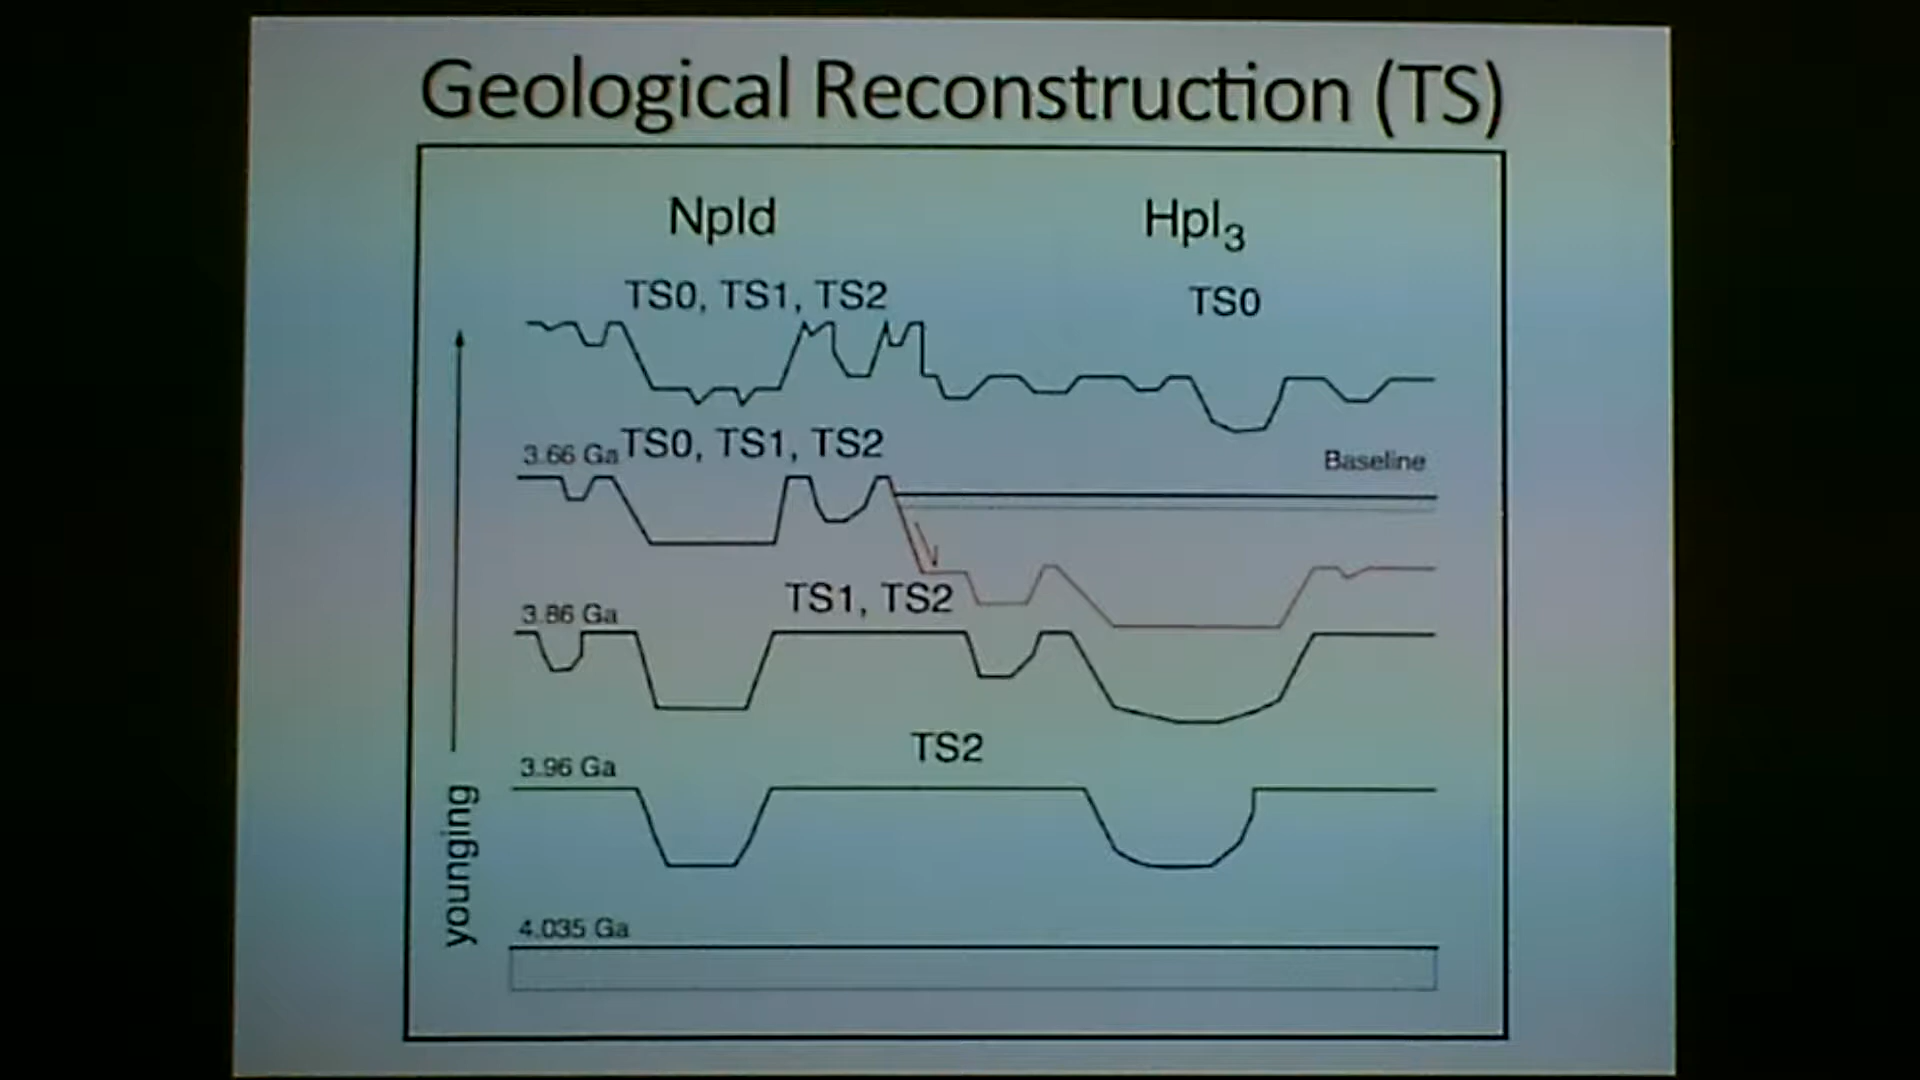 Geological Reconstruction (TS)
Npld
Hpl3
TS0, TS1, TS2
TS0
3.66 Ga
TS0, TS1, TS2
Baseline
TS1, TS2
3.86 Ga
TS2
3.96 Ga
4.035 Ga
younging